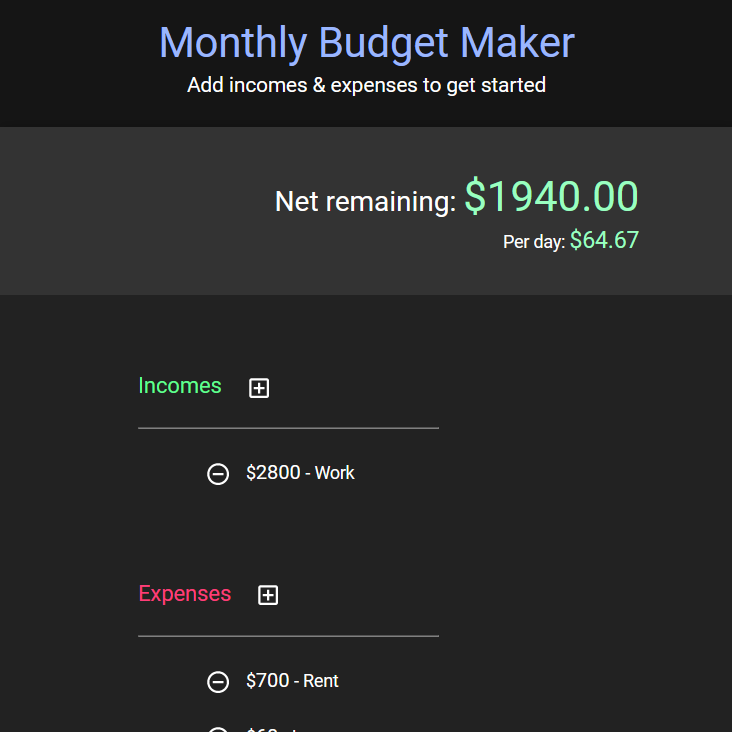 Monthly Budget Maker
Add incomes & expenses to get started
Net remaining: $1940.00
Per day: $64.67
Incomes
$2800 - Work
Expenses
$700 - Rent